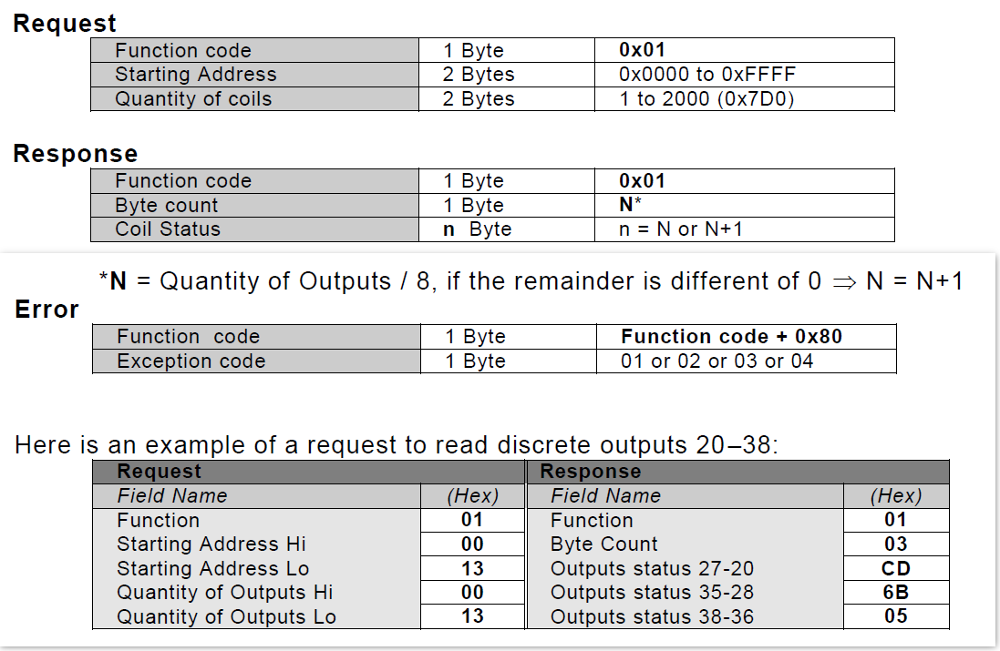 Request
Function code 1 Byte 0x01
Starting Address 2 Bytes 0x0000 to 0xFFFF
Quantity of coils 2 Bytes 1 to 2000 (0x7D0)
Response
Function code 1 Byte 0x01
Byte count 1 Byte N*
Coil Status n Byte n = N or N+1
*N = Quantity of Outputs / 8, if the remainder is different of 0 ⇒ N = N+1
Error
Function code 1 Byte Function code + 0x80
Exception code 1 Byte 01 or 02 or 03 or 04
Here is an example of a request to read discrete outputs 20–38:
Request Response
Field Name (Hex) Field Name (Hex)
Function 01 Function 01
Starting Address Hi 00 Byte Count 03
Starting Address Lo 13 Outputs status 27-20 CD
Quantity of Outputs Hi 00 Outputs status 35-28 6B
Quantity of Outputs Lo 13 Outputs status 38-36 05